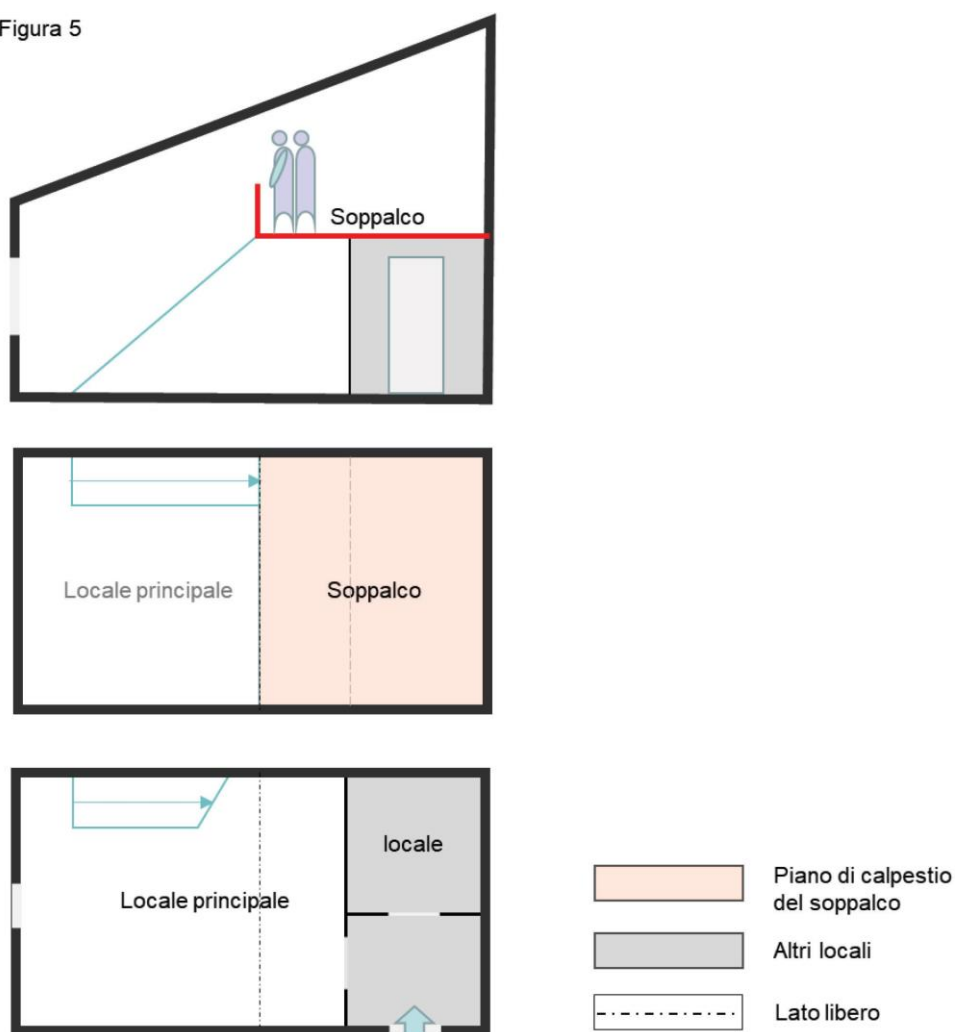 Figura 5
Soppalco
Locale principale
Soppalco
locale
Locale principale
Piano di calpestio
del soppalco
Altri locali
Lato libero